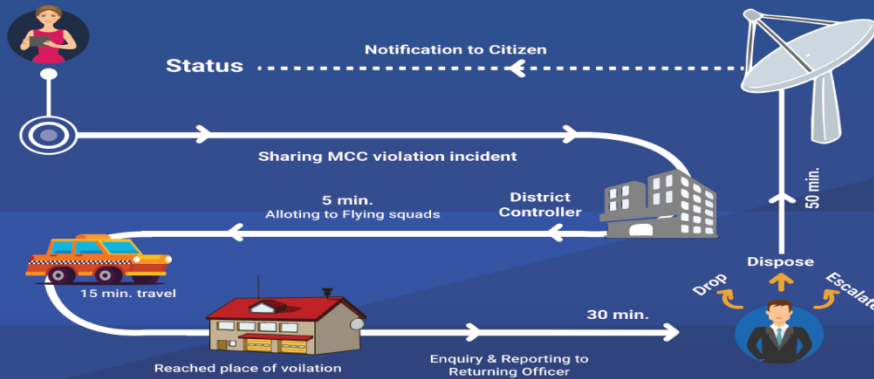 Notification to Citizen
Status
Sharing MCC violation incident
5 min.
Alloting to Flying squads
District
Controller
50 min.
15 min. travel
Dispose
Drop
Escalate
30 min.
Reached place of voilation
Enquiry & Reporting to
Returning Officer